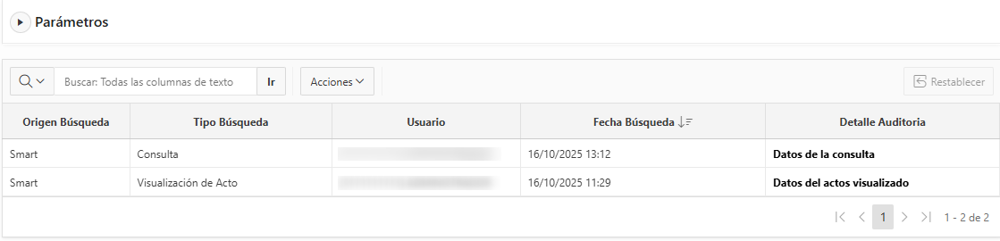 Parámetros
Buscar: Todas las columnas de texto Ir Acciones Restablecer
Origen Búsqueda Tipo Búsqueda Usuario Fecha Búsqueda Detalle Auditoria
Smart Consulta 16/10/2025 13:12 Datos de la consulta
Smart Visualización de Acto 16/10/2025 11:29 Datos del actos visualizado
1 1 - 2 de 2